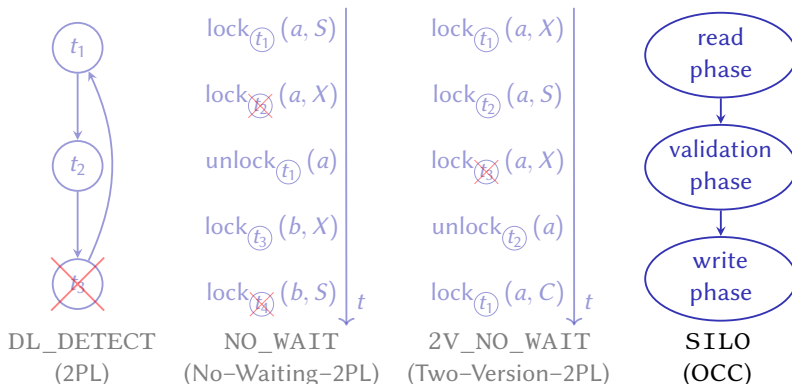 t₁
t₂
t₃
DL_DETECT
(2PL)
lock t₁ (a, S)
lock t₂ (a, X)
unlock t₁ (a)
lock t₃ (b, X)
lock t₄ (b, S)
t
NO_WAIT
(No–Waiting–2PL)
lock t₁ (a, X)
lock t₂ (a, S)
lock t₃ (a, X)
unlock t₂ (a)
lock t₁ (a, C)
t
2V_NO_WAIT
(Two–Version–2PL)
read
phase
validation
phase
write
phase
SILO
(OCC)